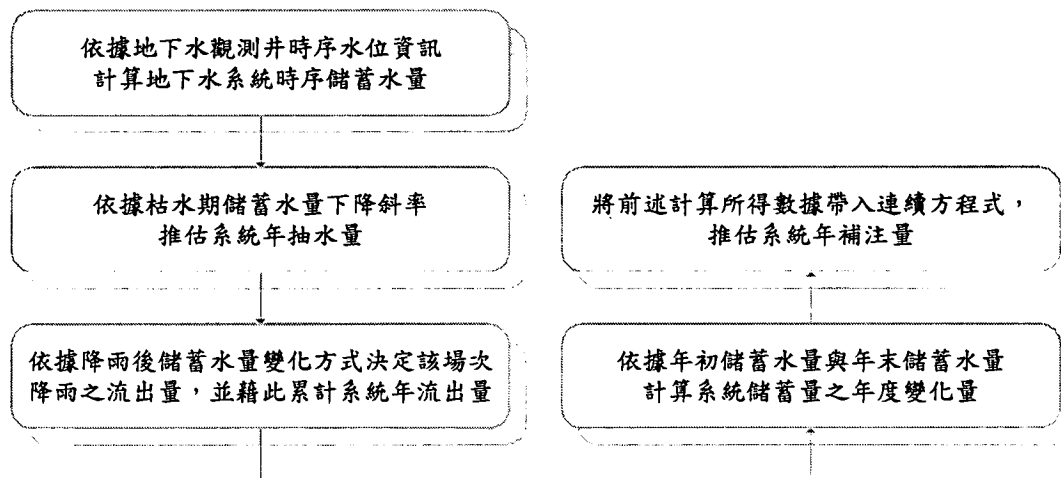 依據地下水觀測井時序水位資訊
計算地下水系統時序儲蓄水量
依據枯水期儲蓄水量下降斜率
推估系統年抽水量
依據降雨後儲蓄水量變化方式決定該場次
降雨之流出量，並藉此累計系統年流出量
依據年初儲蓄水量與年末儲蓄水量
計算系統儲蓄量之年度變化量
將前述計算所得數據帶入連續方程式，
推估系統年補注量